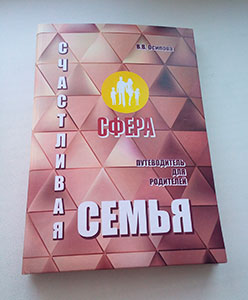 В.В. Осипова
СЧАСТЛИВАЯ
СФЕРА
ПУТЕВОДИТЕЛЬ
ДЛЯ
РОДИТЕЛЕЙ
СЕМЬЯ